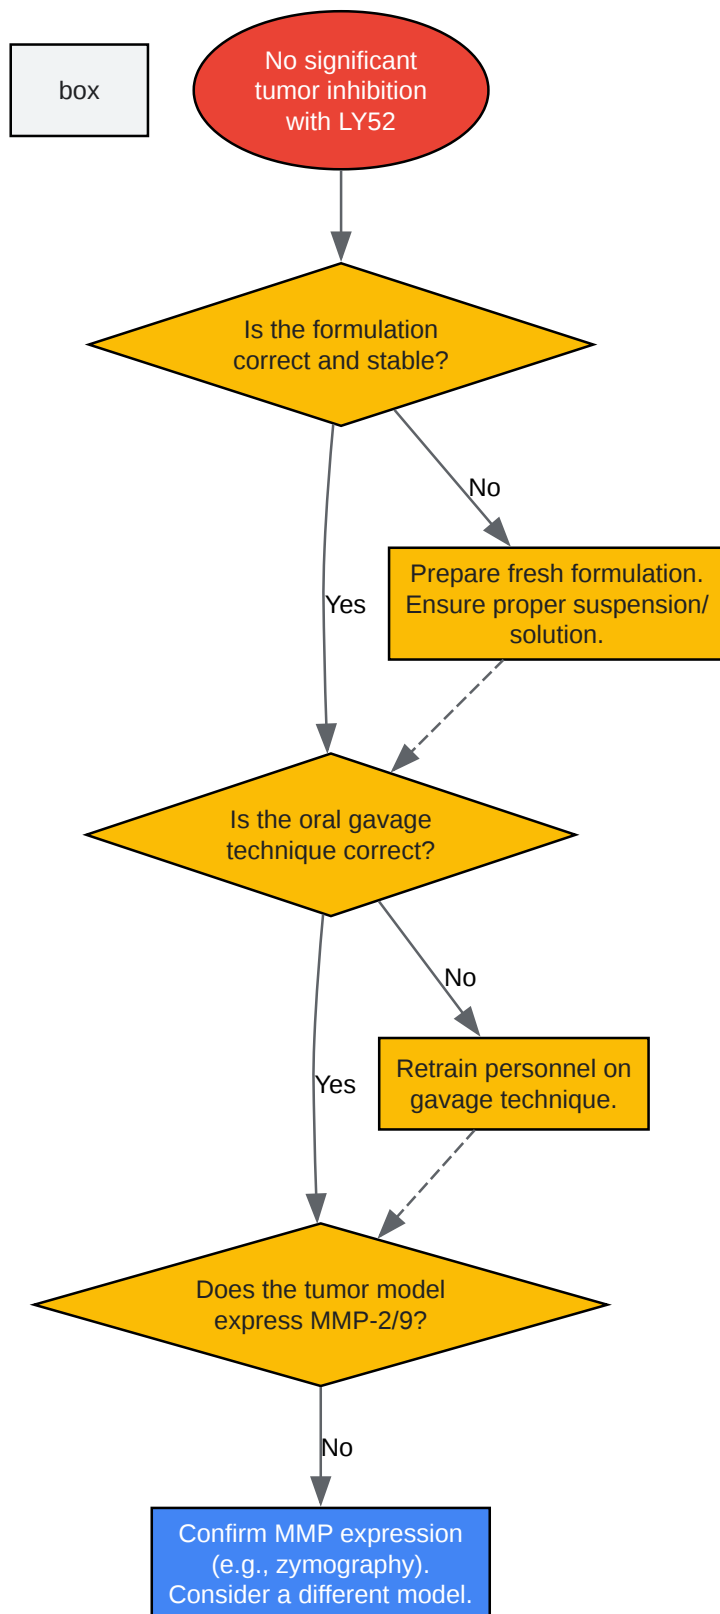 box
No significant
tumor inhibition
with LY52
Is the formulation
correct and stable?
No
Prepare fresh formulation.
Ensure proper suspension/
solution.
Yes
Is the oral gavage
technique correct?
No
Retrain personnel on
gavage technique.
Yes
Does the tumor model
express MMP-2/9?
No
Confirm MMP expression
(e.g., zymography).
Consider a different model.